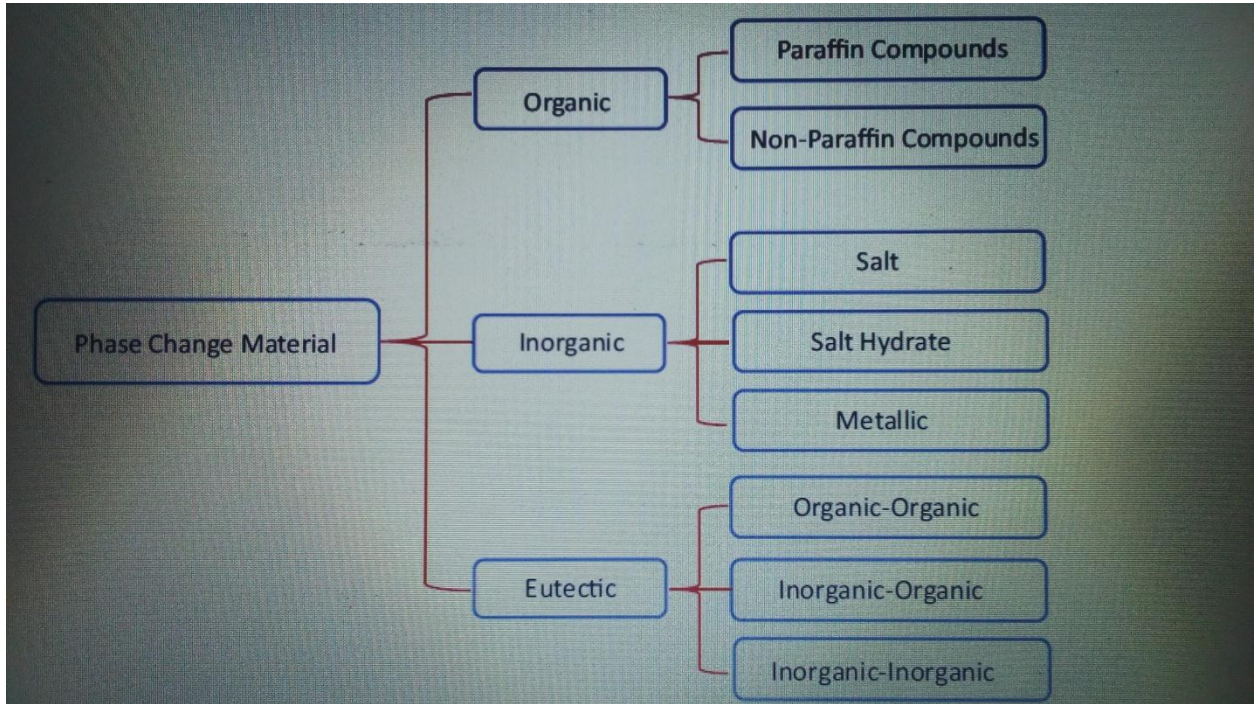 Paraffin Compounds
Organic
Non-Paraffin Compounds
Salt
Phase Change Material
Inorganic
Salt Hydrate
Metallic
Organic-Organic
Eutectic
Inorganic-Organic
Inorganic-Inorganic